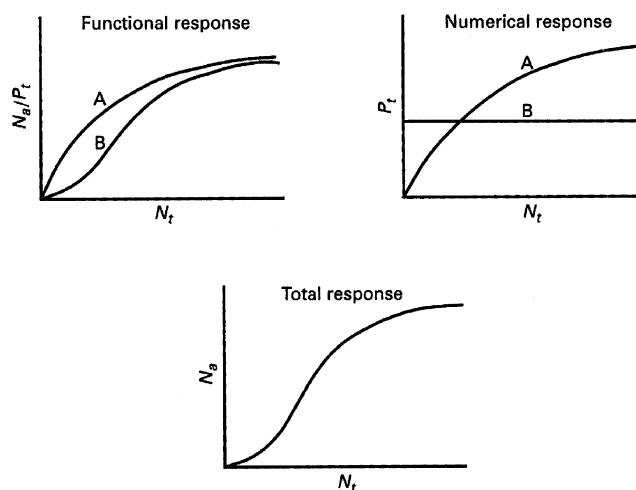 Functional response
Nₐ/Pₜ
A
B
Nₜ
Numerical response
Pₜ
A
B
Nₜ
Total response
Nₐ
Nₜ